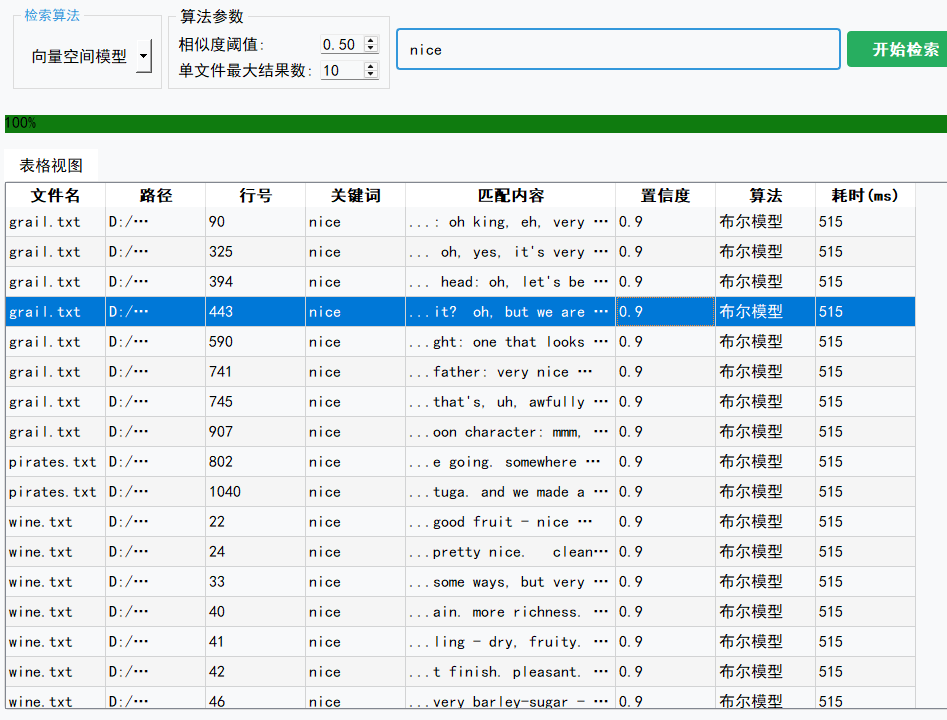 检索算法
算法参数
向量空间模型
相似度阈值: 0.50
单文件最大结果数: 10
nice
开始检索
100%
表格视图
文件名 路径 行号 关键词 匹配内容 置信度 算法 耗时(ms)
grail.txt D:/… 90 nice ...: oh king, eh, very … 0.9 布尔模型 515
grail.txt D:/… 325 nice ... oh, yes, it's very … 0.9 布尔模型 515
grail.txt D:/… 394 nice ... head: oh, let's be … 0.9 布尔模型 515
grail.txt D:/… 443 nice ...it?  oh, but we are … 0.9 布尔模型 515
grail.txt D:/… 590 nice ...ght: one that looks … 0.9 布尔模型 515
grail.txt D:/… 741 nice ...father: very nice … 0.9 布尔模型 515
grail.txt D:/… 745 nice ...that's, uh, awfully … 0.9 布尔模型 515
grail.txt D:/… 907 nice ...oon character: mmm, … 0.9 布尔模型 515
pirates.txt D:/… 802 nice ...e going. somewhere … 0.9 布尔模型 515
pirates.txt D:/… 1040 nice ...tuga. and we made a … 0.9 布尔模型 515
wine.txt D:/… 22 nice ...good fruit - nice … 0.9 布尔模型 515
wine.txt D:/… 24 nice ...pretty nice.   clean… 0.9 布尔模型 515
wine.txt D:/… 33 nice ...some ways, but very … 0.9 布尔模型 515
wine.txt D:/… 40 nice ...ain. more richness. … 0.9 布尔模型 515
wine.txt D:/… 41 nice ...ling - dry, fruity. … 0.9 布尔模型 515
wine.txt D:/… 42 nice ...t finish. pleasant. … 0.9 布尔模型 515
wine.txt D:/… 46 nice ...very barley-sugar - … 0.9 布尔模型 515